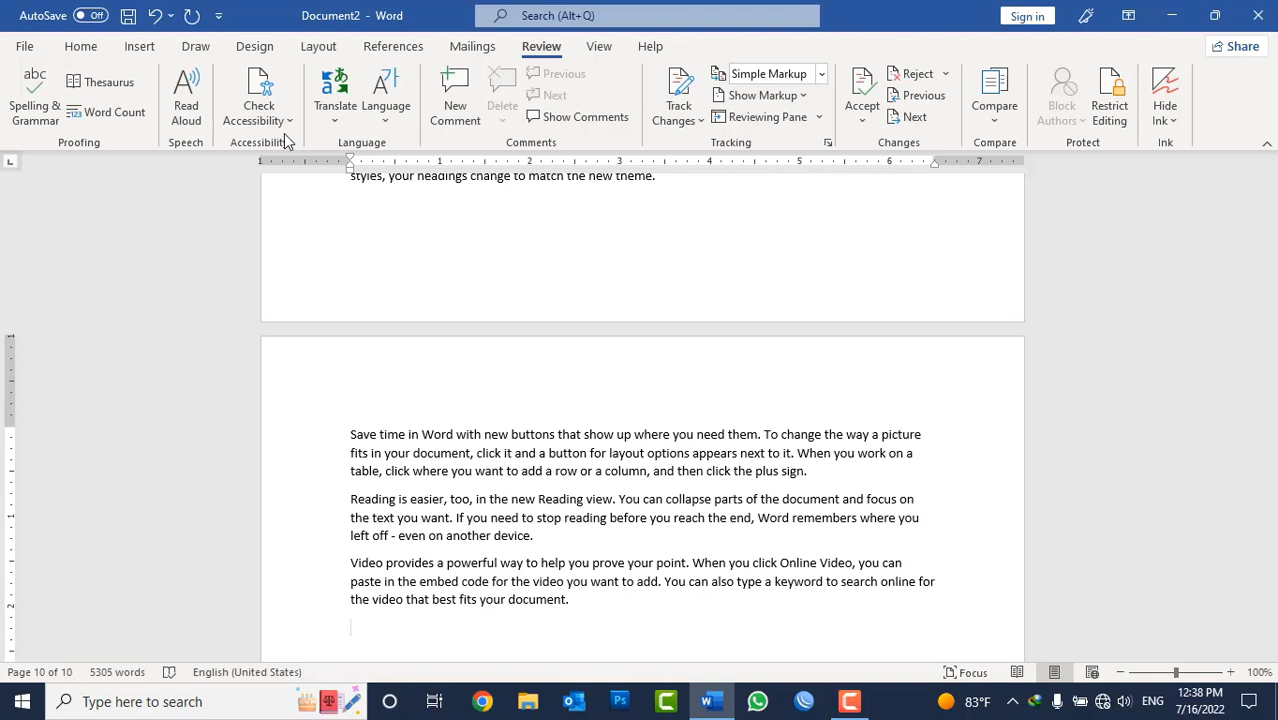 AutoSave Off Document2 - Word Search (Alt+Q) Sign in
File Home Insert Draw Design Layout References Mailings Review View Help Share
abc Spelling & Grammar
Thesaurus
Word Count
Proofing
Read Aloud
Speech
Check Accessibility
Accessibility
Translate
Language
Language
New Comment
Delete
Previous
Next
Show Comments
Comments
Track Changes
Simple Markup
Show Markup
Reviewing Pane
Tracking
Accept
Reject
Previous
Next
Changes
Compare
Compare
Block Authors
Restrict Editing
Protect
Hide Ink
Ink
1 1 2 3 4 5 6 7
styles, your headings change to match the new theme.
Save time in Word with new buttons that show up where you need them. To change the way a picture
fits in your document, click it and a button for layout options appears next to it. When you work on a
table, click where you want to add a row or a column, and then click the plus sign.
Reading is easier, too, in the new Reading view. You can collapse parts of the document and focus on
the text you want. If you need to stop reading before you reach the end, Word remembers where you
left off - even on another device.
Video provides a powerful way to help you prove your point. When you click Online Video, you can
paste in the embed code for the video you want to add. You can also type a keyword to search online for
the video that best fits your document.
Page 10 of 10 5305 words English (United States) Focus 100%
Type here to search 83°F ENG 12:38 PM
7/16/2022